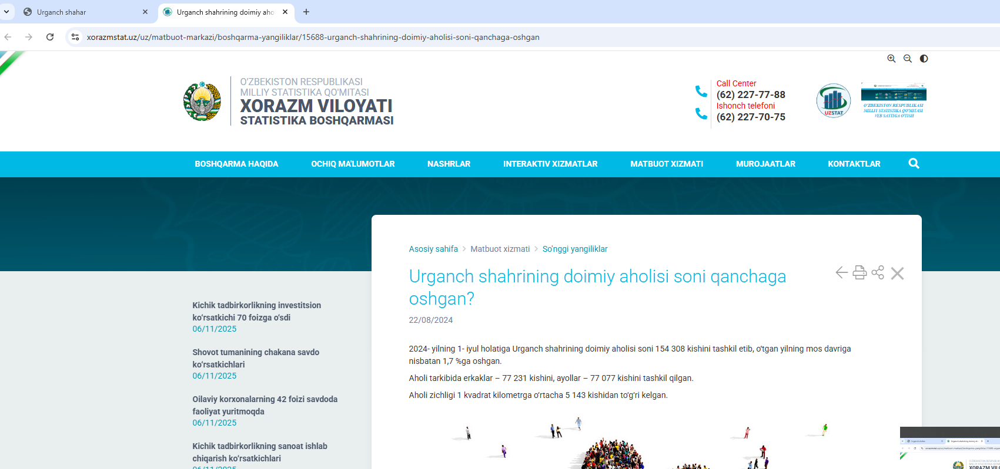 Urganch shahar
Urganch shahrining doimiy aho
xorazmstat.uz/uz/matbuot-markazi/boshqarma-yangiliklar/15688-urganch-shahrining-doimiy-aholisi-soni-qanchaga-oshgan
O'ZBEKISTON RESPUBLIKASI
MILLIY STATISTIKA QO'MITASI
XORAZM VILOYATI
STATISTIKA BOSHQARMASI
Call Center
(62) 227-77-88
Ishonch telefoni
(62) 227-70-75
UZSTAT
O'ZBEKISTON RESPUBLIKASI
MILLIY STATISTIKA QO'MITASI
VEB SAYTIGA O'TISH
BOSHQARMA HAQIDA
OCHIQ MA'LUMOTLAR
NASHRLAR
INTERAKTIV XIZMATLAR
MATBUOT XIZMATI
MUROJAATLAR
KONTAKTLAR
Asosiy sahifa > Matbuot xizmati > So'nggi yangiliklar
Urganch shahrining doimiy aholisi soni qanchaga
oshgan?
22/08/2024
2024- yilning 1- iyul holatiga Urganch shahrining doimiy aholisi soni 154 308 kishini tashkil etib, o‘tgan yilning mos davriga
nisbatan 1,7 %ga oshgan.
Aholi tarkibida erkaklar – 77 231 kishini, ayollar – 77 077 kishini tashkil qilgan.
Aholi zichligi 1 kvadrat kilometrga o‘rtacha 5 143 kishidan to‘g‘ri kelgan.
Kichik tadbirkorlikning investitsion
ko‘rsatkichi 70 foizga o‘sdi
06/11/2025
Shovot tumanining chakana savdo
ko‘rsatkichlari
06/11/2025
Oilaviy korxonalarning 42 foizi savdoda
faoliyat yuritmoqda
06/11/2025
Kichik tadbirkorlikning sanoat ishlab
chiqarish ko‘rsatkichlari
06/11/2025